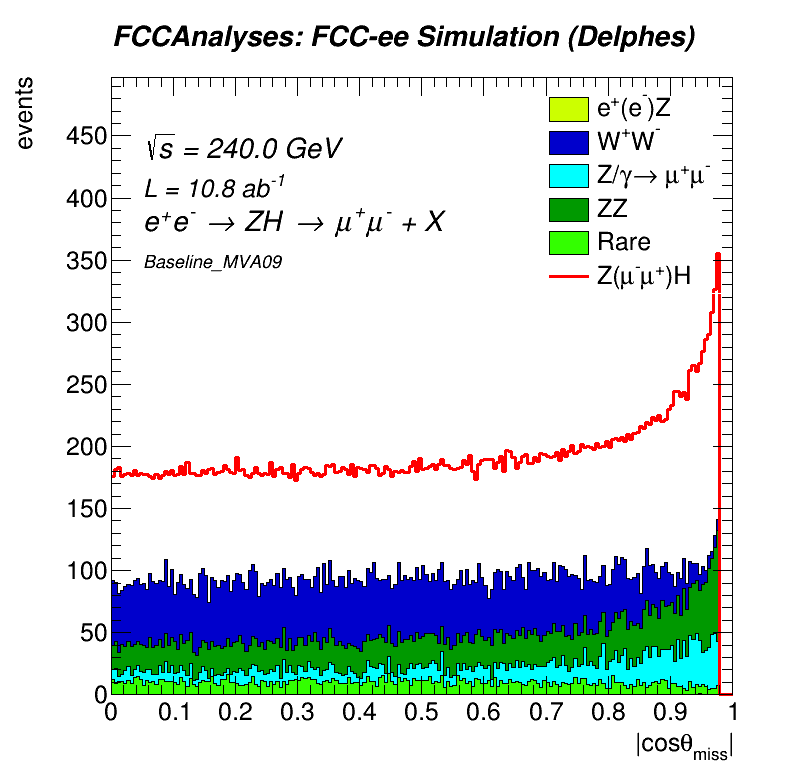 FCCAnalyses: FCC-ee Simulation (Delphes)
events
√s = 240.0 GeV
L = 10.8 ab⁻¹
e⁺e⁻ → ZH → μ⁺μ⁻ + X
Baseline_MVA09
e⁺(e⁻)Z
W⁺W⁻
Z/γ→ μ⁺μ⁻
ZZ
Rare
Z(μ⁻μ⁺)H
450
400
350
300
250
200
150
100
50
0
0 0.1 0.2 0.3 0.4 0.5 0.6 0.7 0.8 0.9 1
|cosθmiss|